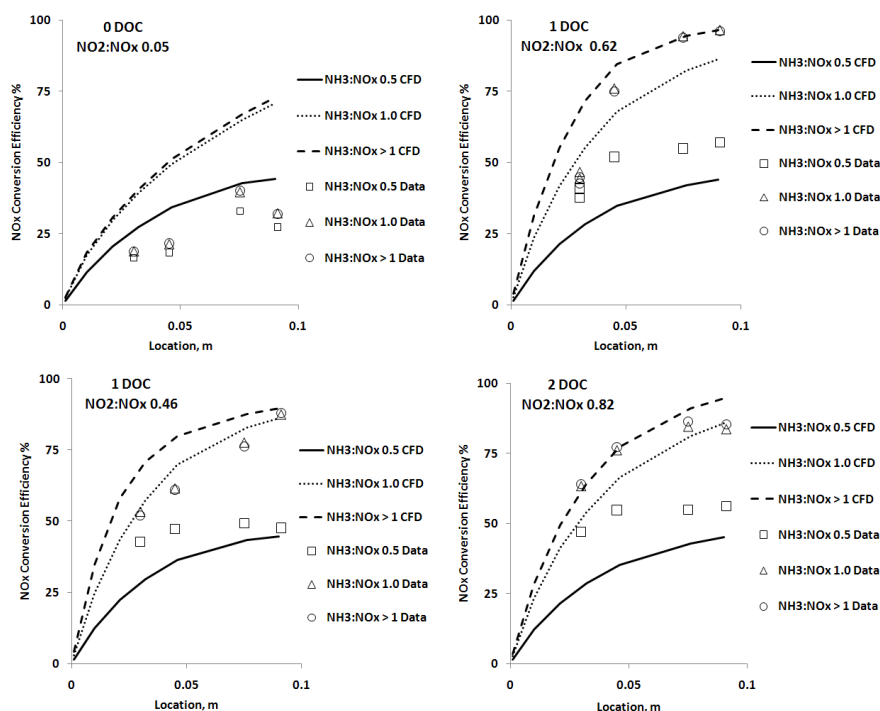 0 DOC
NO2:NOx 0.05
NOx Conversion Efficiency %
100
75
50
25
0
0
0.05
0.1
Location, m
NH3:NOx 0.5 CFD
NH3:NOx 1.0 CFD
NH3:NOx > 1 CFD
NH3:NOx 0.5 Data
NH3:NOx 1.0 Data
NH3:NOx > 1 Data
1 DOC
NO2:NOx 0.62
NOx Conversion Efficiency %
100
75
50
25
0
0
0.05
0.1
Location, m
NH3:NOx 0.5 CFD
NH3:NOx 1.0 CFD
NH3:NOx > 1 CFD
NH3:NOx 0.5 Data
NH3:NOx 1.0 Data
NH3:NOx > 1 Data
1 DOC
NO2:NOx 0.46
NOx Conversion Efficiency %
100
75
50
25
0
0
0.05
0.1
Location, m
NH3:NOx 0.5 CFD
NH3:NOx 1.0 CFD
NH3:NOx > 1 CFD
NH3:NOx 0.5 Data
NH3:NOx 1.0 Data
NH3:NOx > 1 Data
2 DOC
NO2:NOx 0.82
NOx Conversion Efficiency %
100
75
50
25
0
0
0.05
0.1
Location, m
NH3:NOx 0.5 CFD
NH3:NOx 1.0 CFD
NH3:NOx > 1 CFD
NH3:NOx 0.5 Data
NH3:NOx 1.0 Data
NH3:NOx > 1 Data